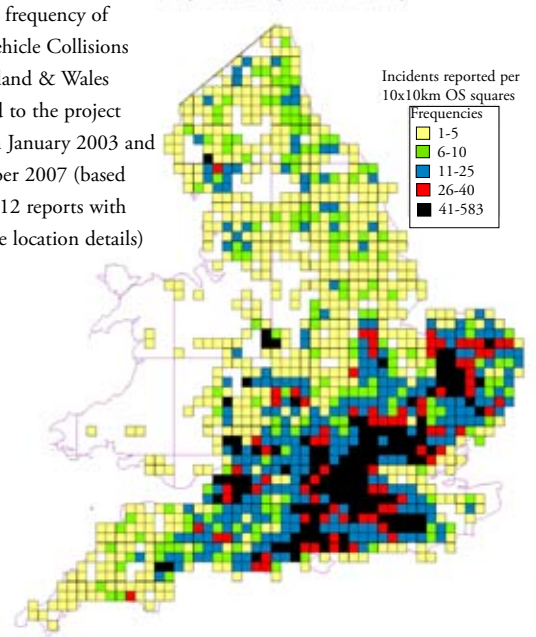 frequency of
ehicle Collisions
land & Wales
d to the project
January 2003 and
ber 2007 (based
12 reports with
e location details)
Incidents reported per
10x10km OS squares
Frequencies
1-5
6-10
11-25
26-40
41-583